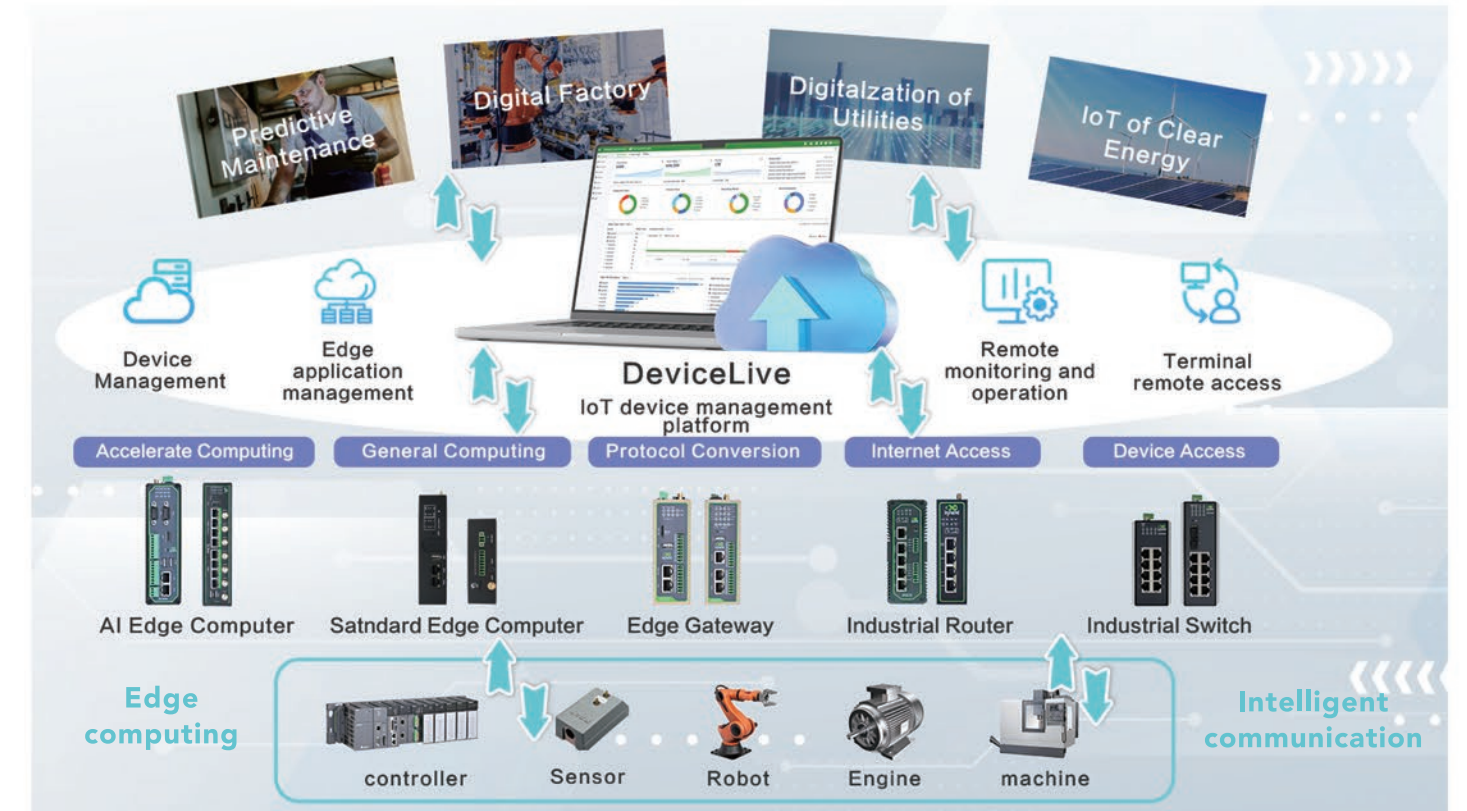 Predictive
Maintenance
Digital Factory
Digitalzation of
Utilities
IoT of Clear
Energy
Device
Management
Edge
application
management
DeviceLive
IoT device management
platform
Remote
monitoring and
operation
Terminal
remote access
Accelerate Computing
General Computing
Protocol Conversion
Internet Access
Device Access
AI Edge Computer
Satndard Edge Computer
Edge Gateway
Industrial Router
Industrial Switch
Edge
computing
controller
Sensor
Robot
Engine
machine
Intelligent
communication